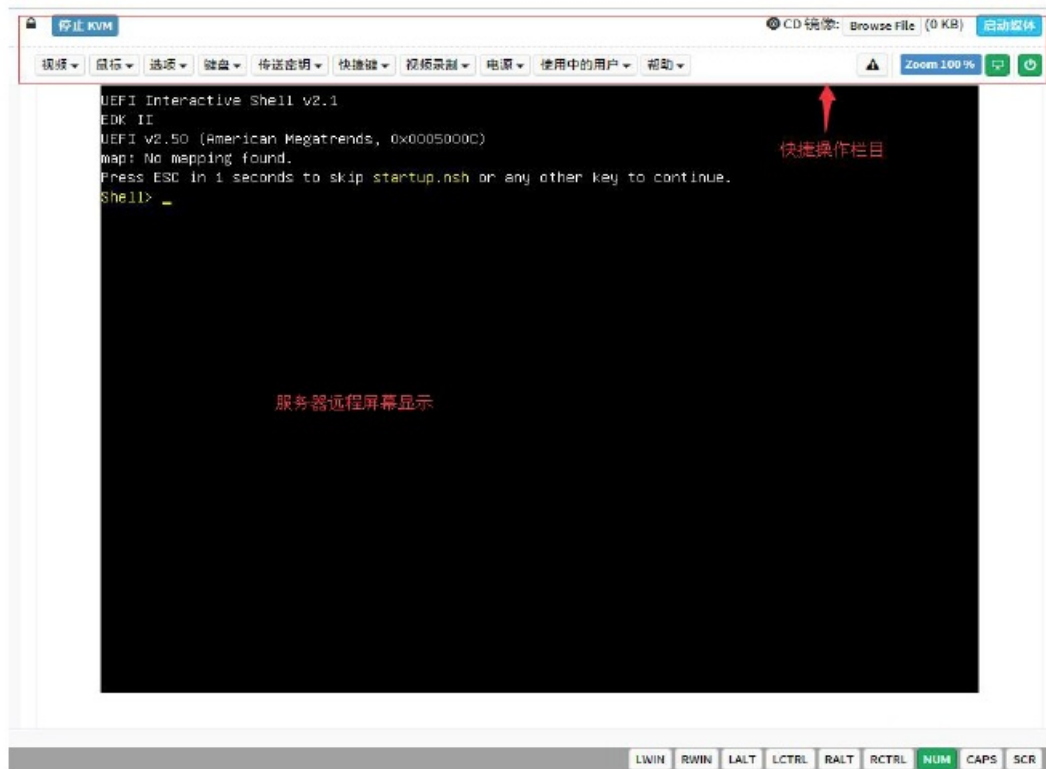 停止 KVM CD 镜像: Browse File (0 KB) 启动媒体
视频 鼠标 选项 键盘 传送密钥 快捷键 视频录制 电源 使用中的用户 帮助 Zoom 100 %
UEFI Interactive Shell v2.1
EDK II
UEFI v2.50 (American Megatrends, 0x0005000C)
map: No mapping found.
快捷操作栏目
Press ESC in 1 seconds to skip startup.nsh or any other key to continue.
Shell> _
服务器远程屏幕显示
LWIN RWIN LALT LCTRL RALT RCTRL NUM CAPS SCR